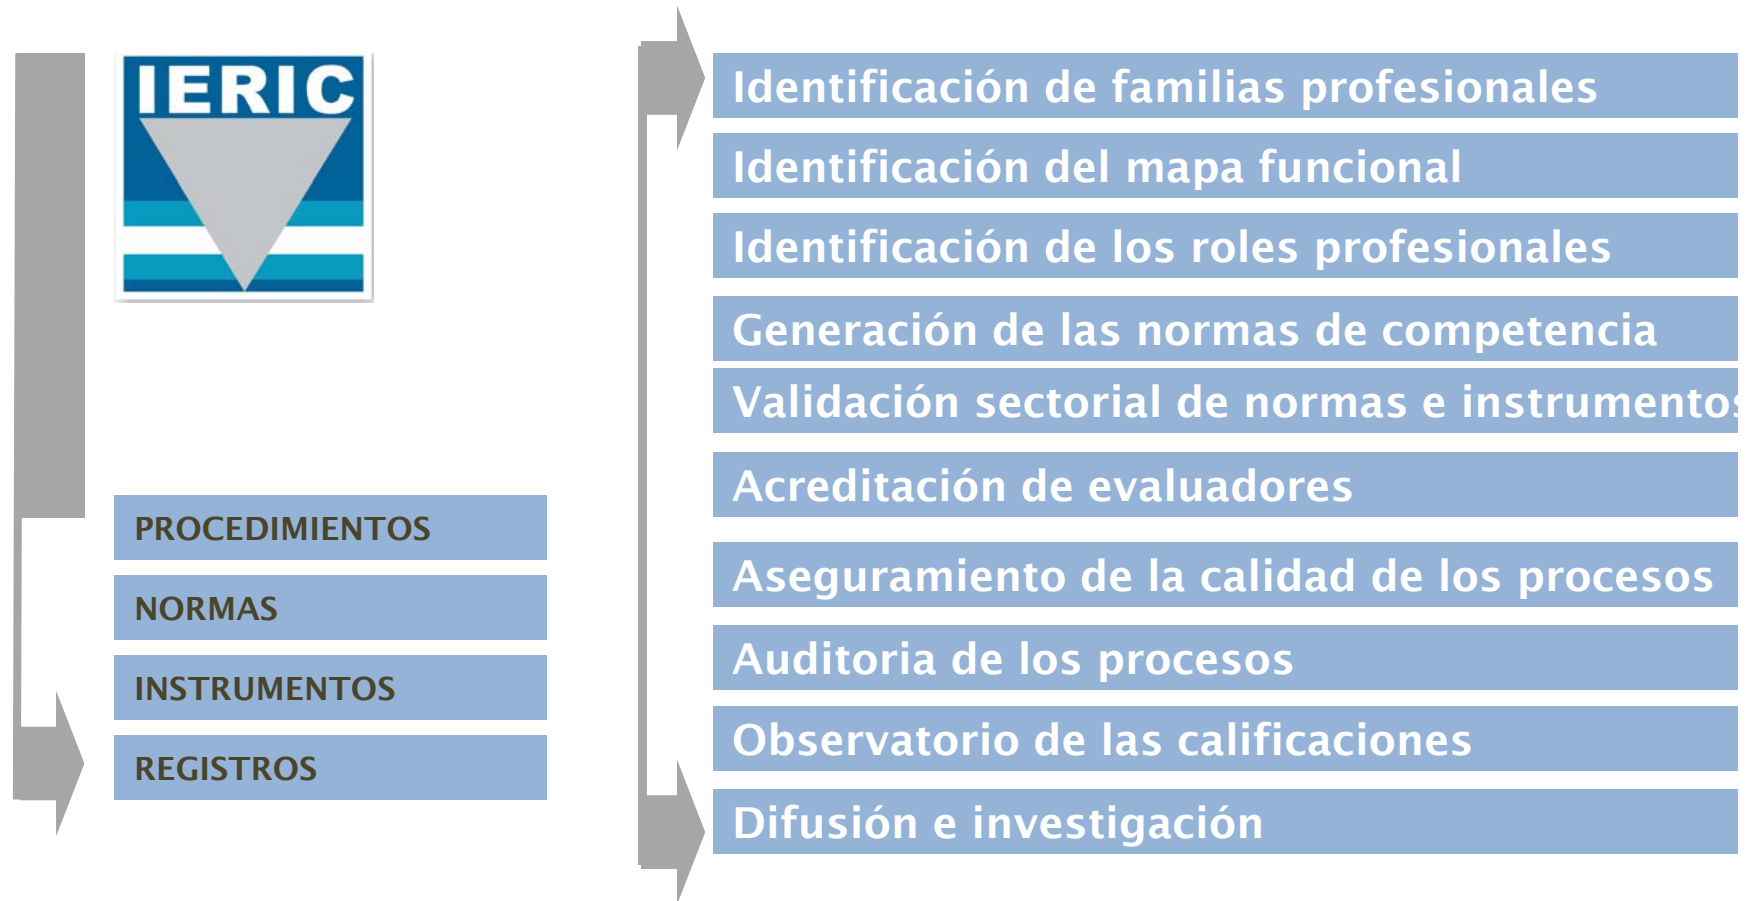 IERIC
PROCEDIMIENTOS
NORMAS
INSTRUMENTOS
REGISTROS
Identificación de familias profesionales
Identificación del mapa funcional
Identificación de los roles profesionales
Generación de las normas de competencia
Validación sectorial de normas e instrumentos
Acreditación de evaluadores
Aseguramiento de la calidad de los procesos
Auditoria de los procesos
Observatorio de las calificaciones
Difusión e investigación